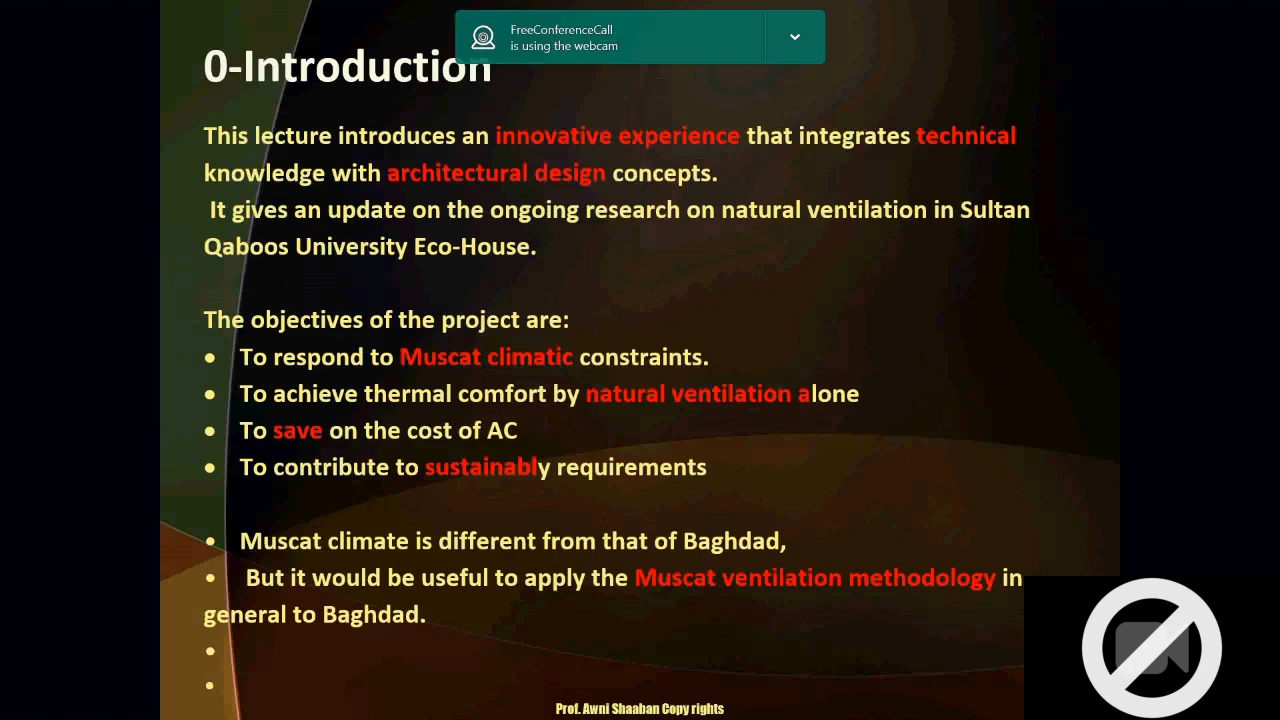 FreeConferenceCall
is using the webcam
0-Introduction
This lecture introduces an innovative experience that integrates technical
knowledge with architectural design concepts.
It gives an update on the ongoing research on natural ventilation in Sultan
Qaboos University Eco-House.
The objectives of the project are:
• To respond to Muscat climatic constraints.
• To achieve thermal comfort by natural ventilation alone
• To save on the cost of AC
• To contribute to sustainably requirements
• Muscat climate is different from that of Baghdad,
• But it would be useful to apply the Muscat ventilation methodology in
general to Baghdad.
•
•
Prof. Awni Shaaban Copy rights